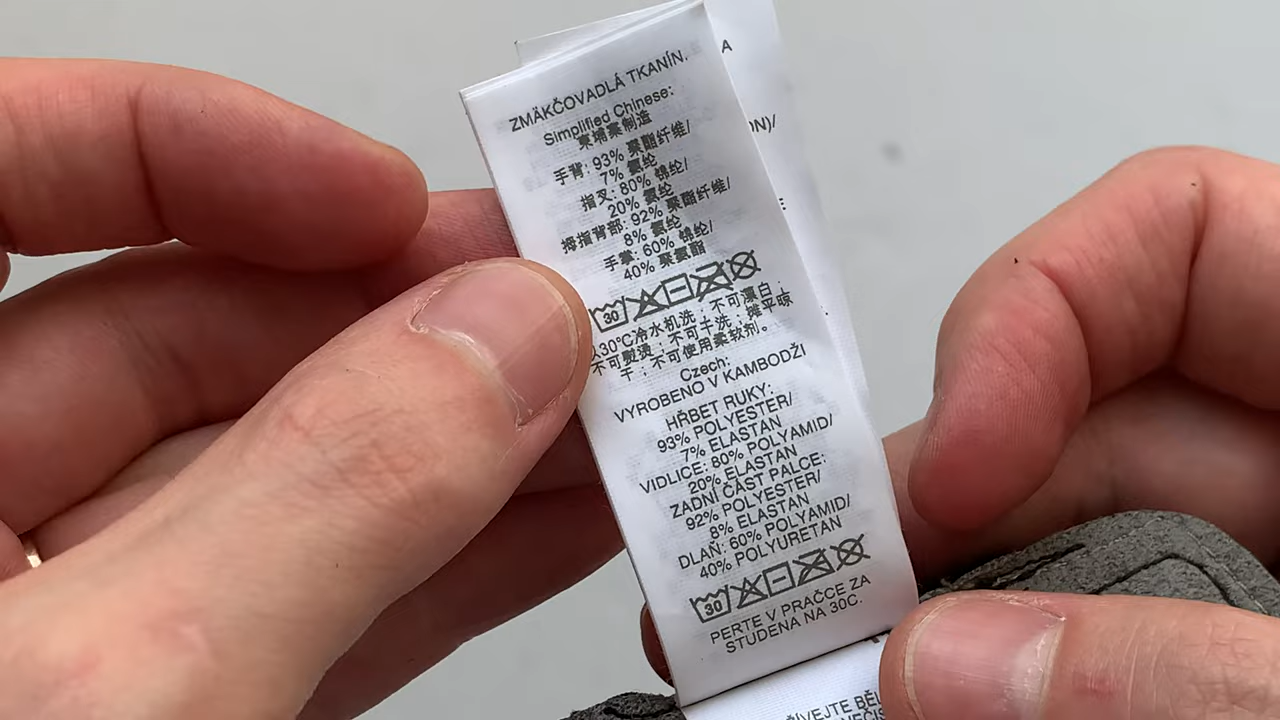 ZMÄKČOVADLÁ TKANÍN.
Simplified Chinese:
柬埔寨制造
手背: 93% 聚酯纤维/
7% 氨纶
指叉: 80% 锦纶/
20% 氨纶
拇指背部: 92% 聚酯纤维/
8% 氨纶
手掌: 60% 锦纶/
40% 聚氨酯
30
以30°C冷水机洗；不可漂白；
不可熨烫；不可干洗；摊平晾
干；不可使用柔软剂。
Czech:
VYROBENO V KAMBODŽI
HŘBET RUKY:
93% POLYESTER/
7% ELASTAN
VIDLICE: 80% POLYAMID/
20% ELASTAN
ZADNÍ ČÁST PALCE:
92% POLYESTER/
8% ELASTAN
DLAŇ: 60% POLYAMID/
40% POLYURETAN
30
PERTE V PRAČCE ZA
STUDENA NA 30C.
A
ON)/
E